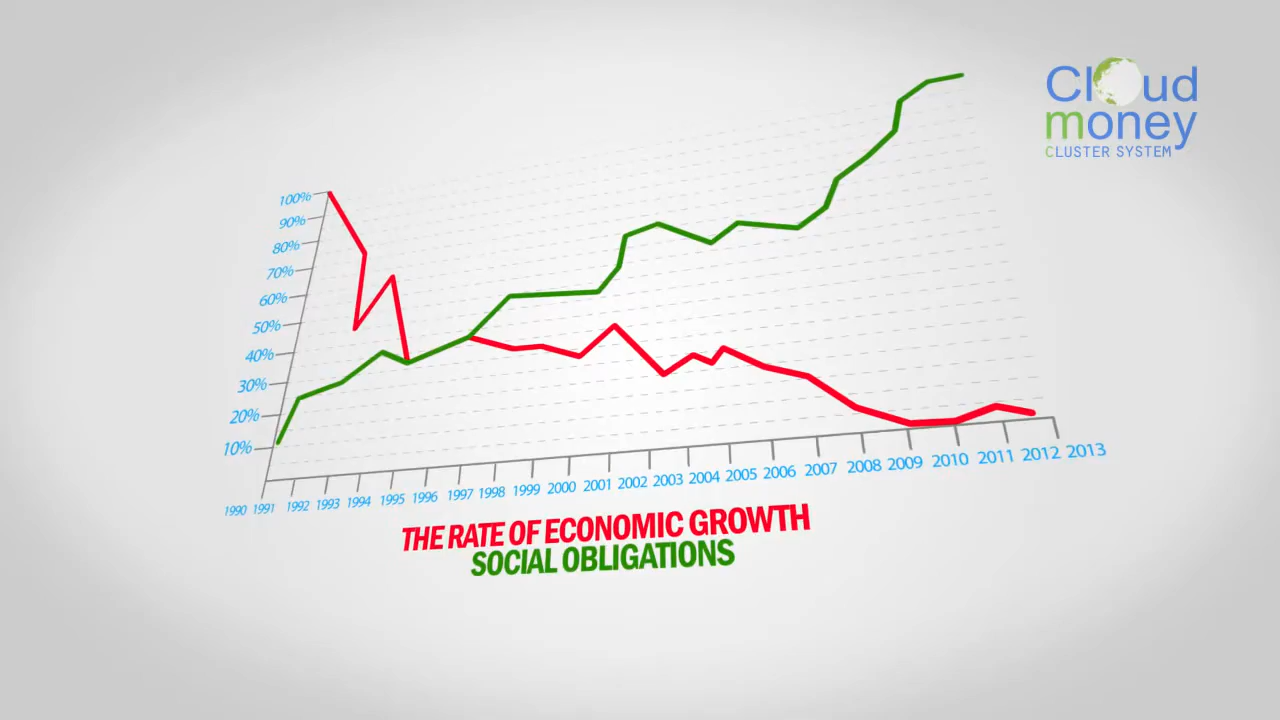 Cloud
money
CLUSTER SYSTEM
100%
90%
80%
70%
60%
50%
40%
30%
20%
10%
1990 1991 1992 1993 1994 1995 1996 1997 1998 1999 2000 2001 2002 2003 2004 2005 2006 2007 2008 2009 2010 2011 2012 2013
THE RATE OF ECONOMIC GROWTH
SOCIAL OBLIGATIONS